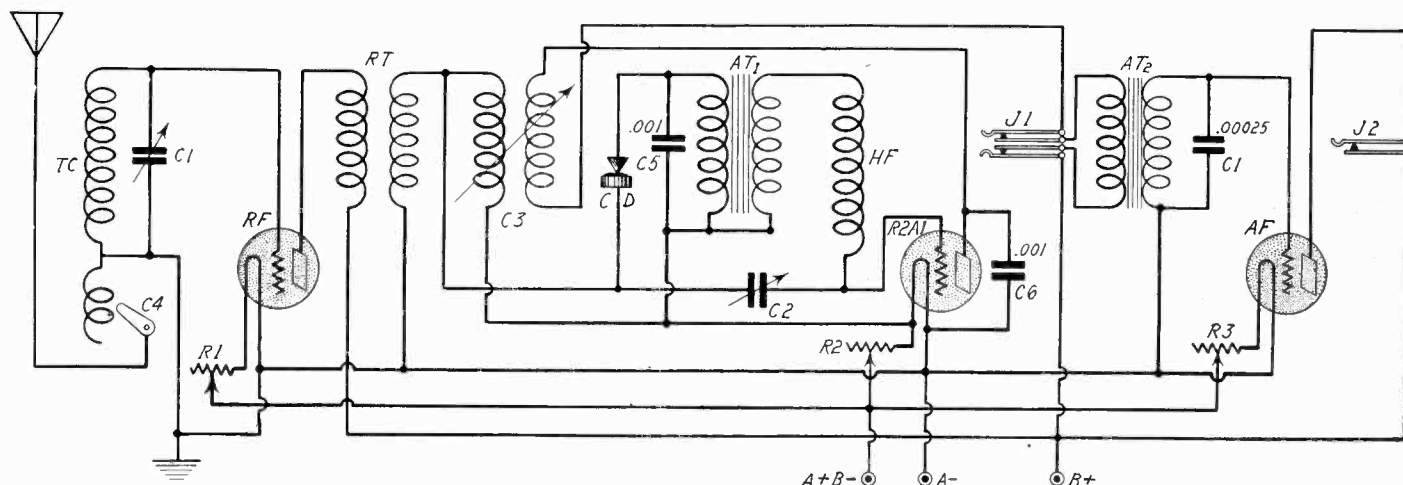 RT
AT1
AT2
.001
C5
J1
.00025
J2
C1
TC
C1
C D
HF
RF
C3
R2A1
AF
.001
C6
C4
C2
R1
R2
R3
A+B-
A-
B+